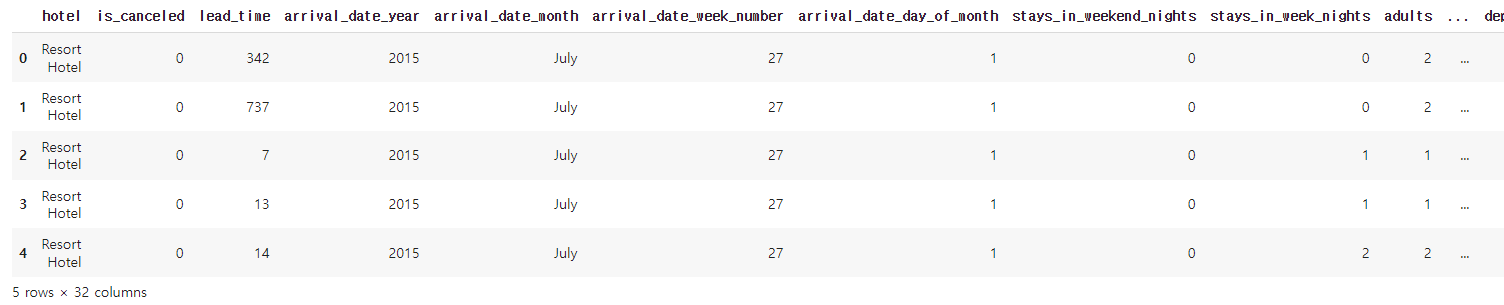 hotel is_canceled lead_time arrival_date_year arrival_date_month arrival_date_week_number arrival_date_day_of_month stays_in_weekend_nights stays_in_week_nights adults ... dep
0 Resort Hotel 0 342 2015 July 27 1 0 0 2 ...
1 Resort Hotel 0 737 2015 July 27 1 0 0 2 ...
2 Resort Hotel 0 7 2015 July 27 1 0 1 1 ...
3 Resort Hotel 0 13 2015 July 27 1 0 1 1 ...
4 Resort Hotel 0 14 2015 July 27 1 0 2 2 ...
5 rows × 32 columns